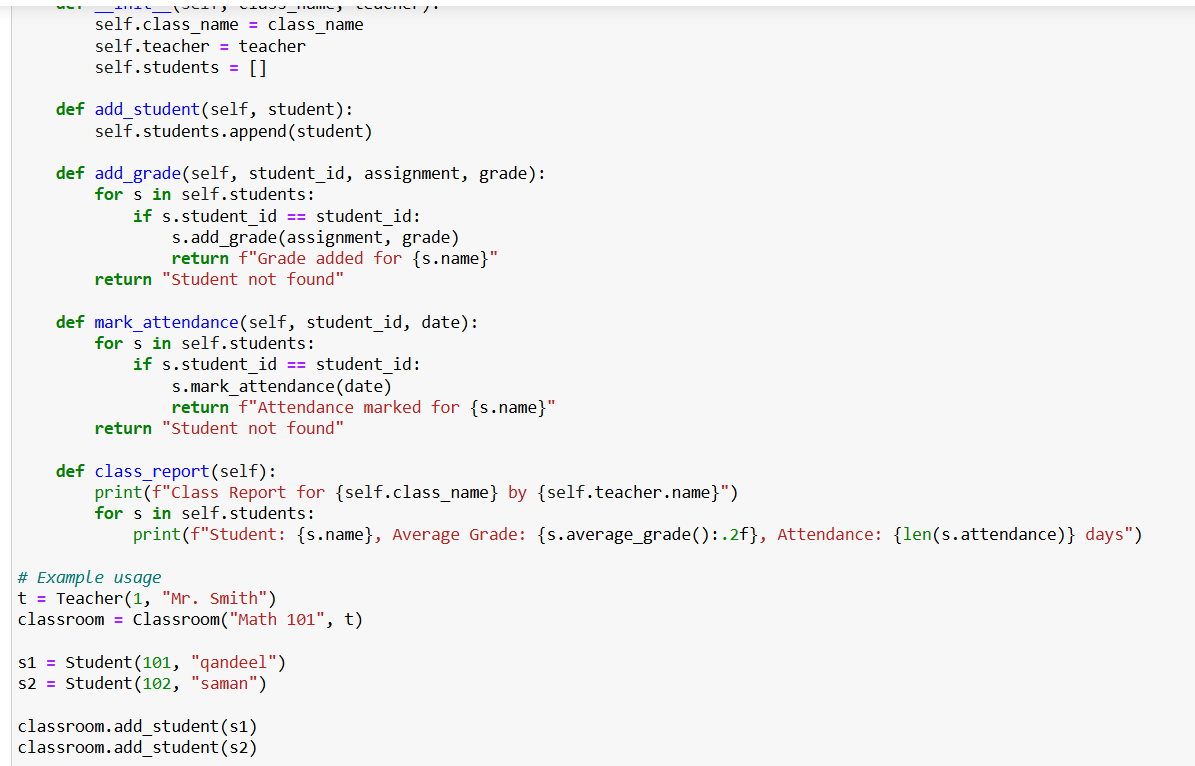 self.class_name = class_name
        self.teacher = teacher
        self.students = []

    def add_student(self, student):
        self.students.append(student)

    def add_grade(self, student_id, assignment, grade):
        for s in self.students:
            if s.student_id == student_id:
                s.add_grade(assignment, grade)
                return f"Grade added for {s.name}"
        return "Student not found"

    def mark_attendance(self, student_id, date):
        for s in self.students:
            if s.student_id == student_id:
                s.mark_attendance(date)
                return f"Attendance marked for {s.name}"
        return "Student not found"

    def class_report(self):
        print(f"Class Report for {self.class_name} by {self.teacher.name}")
        for s in self.students:
            print(f"Student: {s.name}, Average Grade: {s.average_grade():.2f}, Attendance: {len(s.attendance)} days")

# Example usage
t = Teacher(1, "Mr. Smith")
classroom = Classroom("Math 101", t)

s1 = Student(101, "qandeel")
s2 = Student(102, "saman")

classroom.add_student(s1)
classroom.add_student(s2)